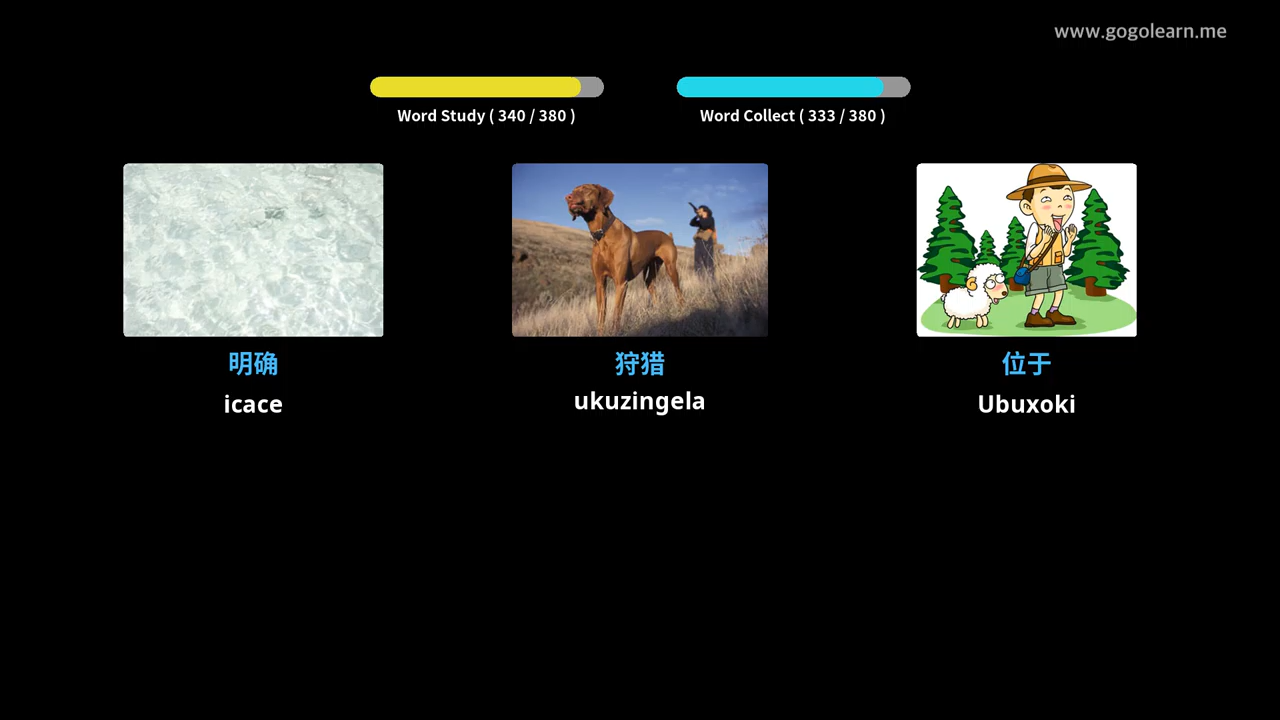 www.gogolearn.me
Word Study ( 340 / 380 )
Word Collect ( 333 / 380 )
明确
icace
狩猎
ukuzingela
位于
Ubuxoki